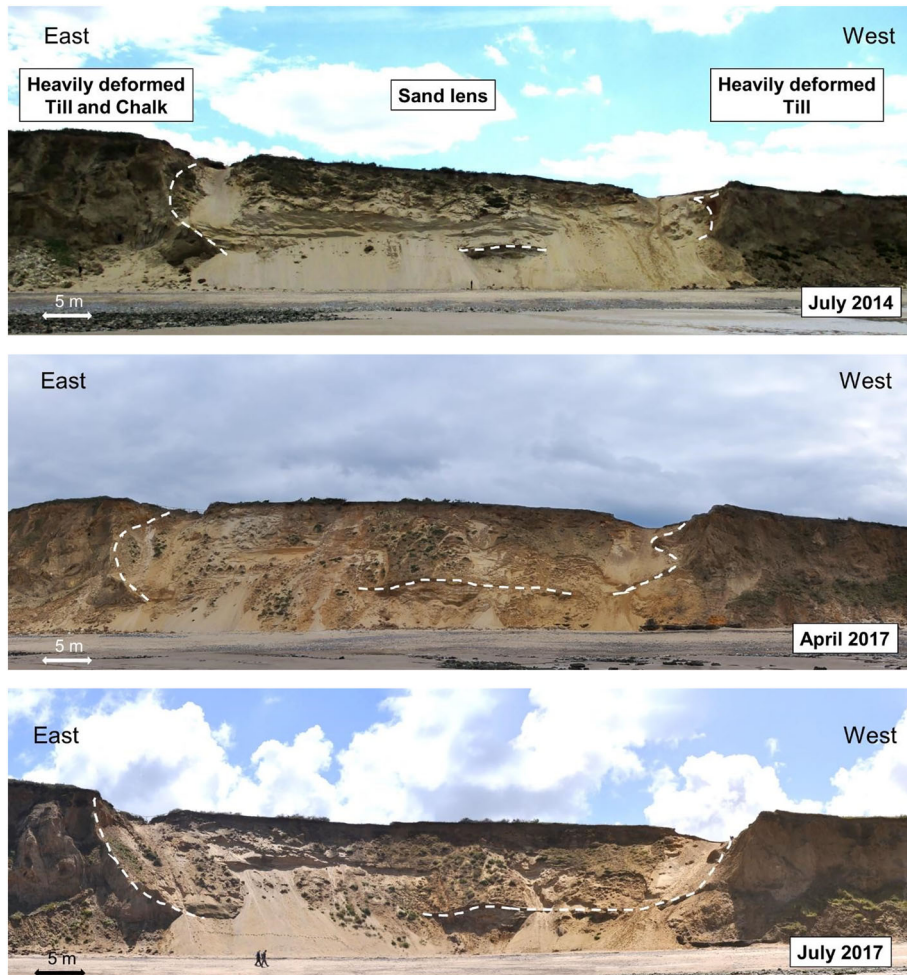 East
West
Heavily deformed
Till and Chalk
Sand lens
Heavily deformed
Till
5 m
July 2014
East
West
5 m
April 2017
East
West
5 m
July 2017